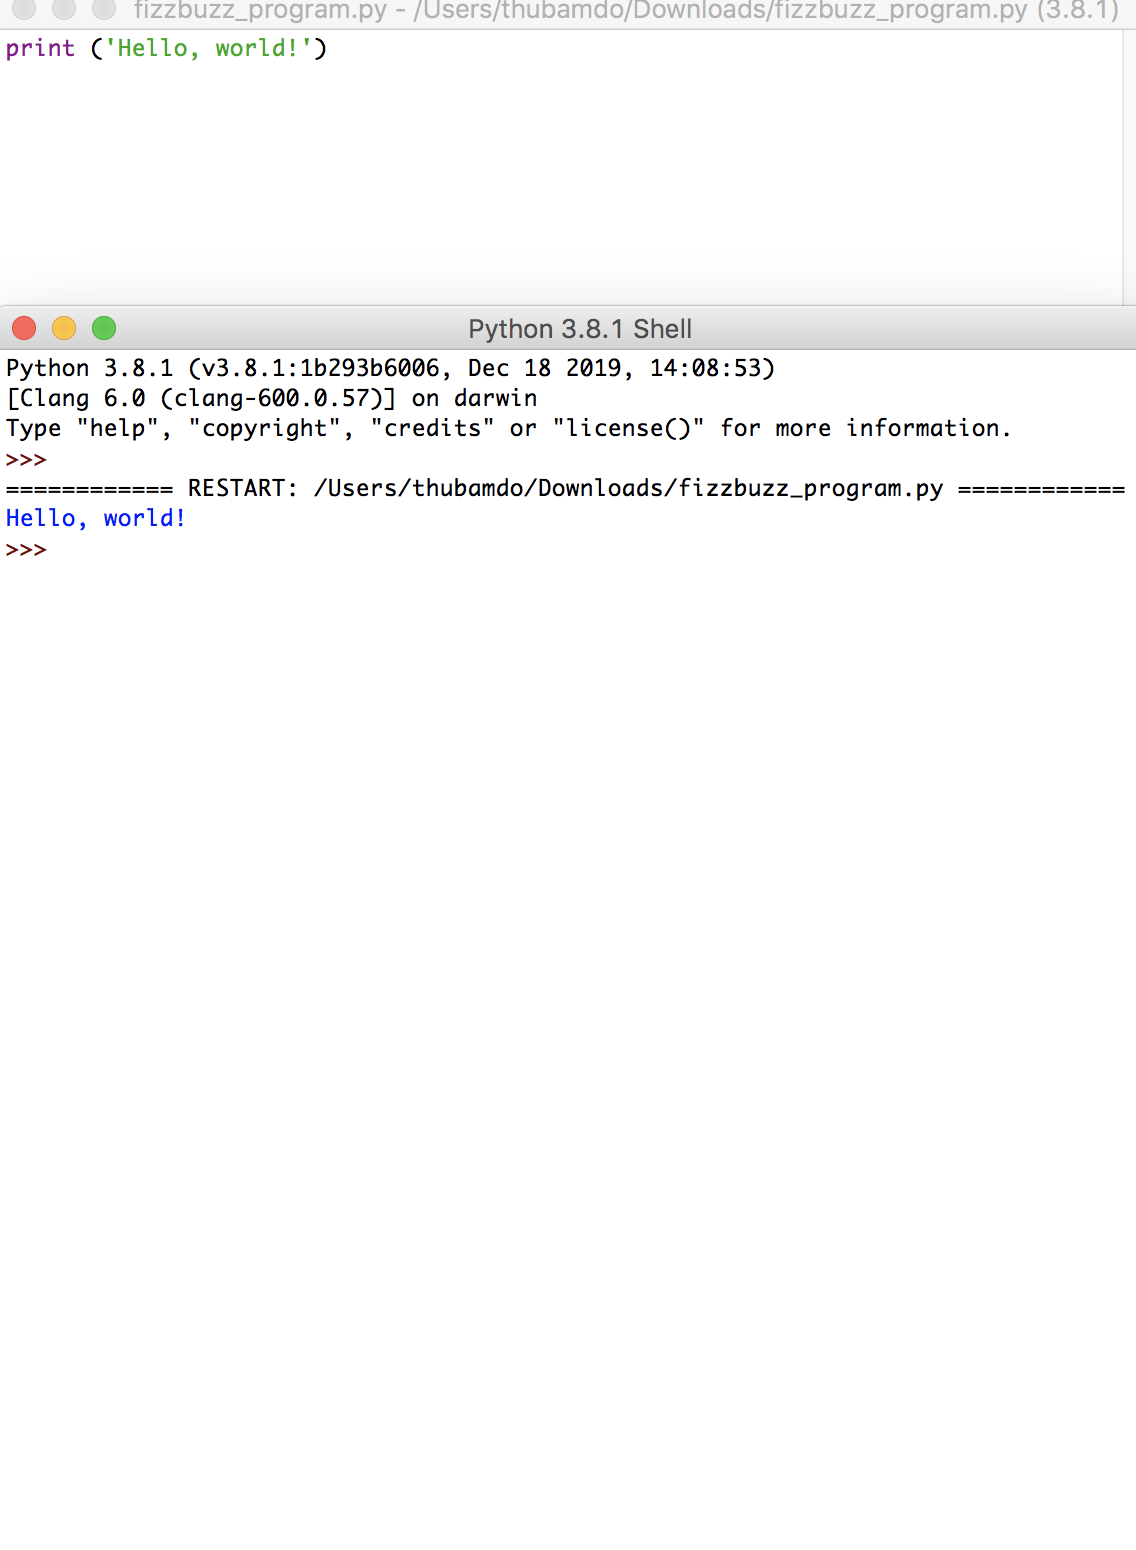 fizzbuzz_program.py - /Users/thubamdo/Downloads/fizzbuzz_program.py (3.8.1)
print ('Hello, world!')
Python 3.8.1 Shell
Python 3.8.1 (v3.8.1:1b293b6006, Dec 18 2019, 14:08:53)
[Clang 6.0 (clang-600.0.57)] on darwin
Type "help", "copyright", "credits" or "license()" for more information.
>>>
============ RESTART: /Users/thubamdo/Downloads/fizzbuzz_program.py ============
Hello, world!
>>>